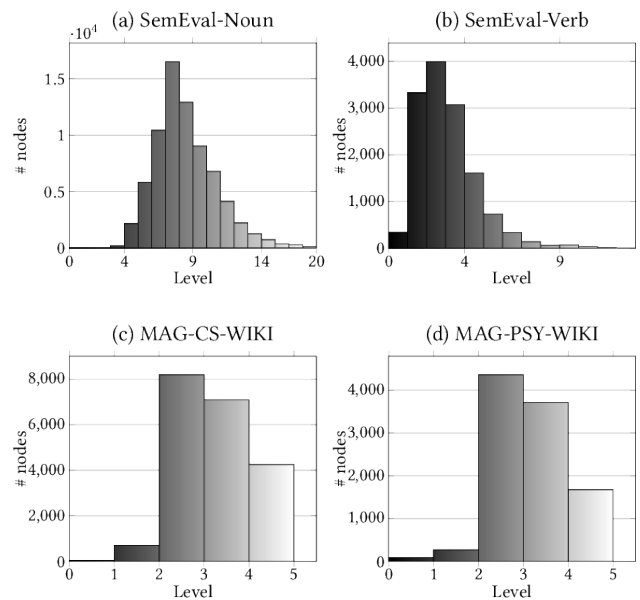 (a) SemEval-Noun
(b) SemEval-Verb
·10⁴
1.5
1
0.5
0
# nodes
0 4 9 14 20
Level
4,000
3,000
2,000
1,000
0
# nodes
0 4 9
Level
(c) MAG-CS-WIKI
(d) MAG-PSY-WIKI
8,000
6,000
4,000
2,000
0
# nodes
0 1 2 3 4 5
Level
4,000
3,000
2,000
1,000
0
# nodes
0 1 2 3 4 5
Level